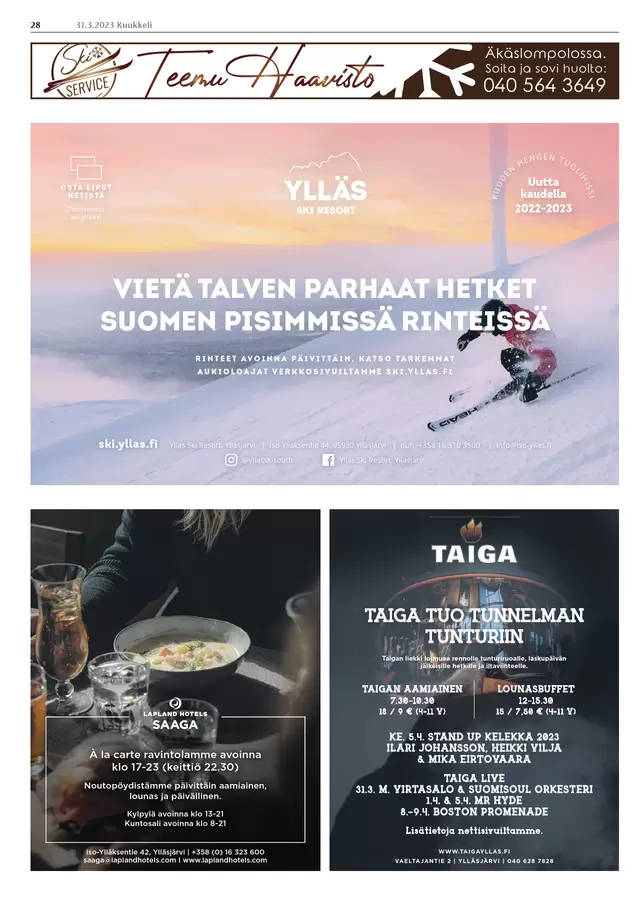 28
31.3.2023 Kuukkeli
Ski
SERVICE
Teemu Haavisto
Äkäslompolossa.
Soita ja sovi huolto:
040 564 3649
OSTA LIPUT
NETISTÄ
YLLÄS
SKI RESORT
KUUDEN HENGEN TUOLIHISSI
Uutta
kaudella
2022-2023
VIETÄ TALVEN PARHAAT HETKET
SUOMEN PISIMMISSÄ RINTEISSÄ
RINTEET AVOINNA PÄIVITTÄIN, KATSO TARKEMMAT
AUKIOLOAJAT VERKKOSIVUILTAMME SKI.YLLAS.FI
ski.yllas.fi Ylläs Ski Resort, Ylläsjärvi | Iso-Ylläksentie 44, 95980 Ylläsjärvi | puh. +358 16 510 3500 | info@iso-yllas.fi
@yllasskisouth Ylläs Ski Resort, Ylläsjärvi
LAPLAND HOTELS
SAAGA
À la carte ravintolamme avoinna
klo 17-23 (keittiö 22.30)
Noutopöydistämme päivittäin aamiainen,
lounas ja päivällinen.
Kylpylä avoinna klo 13-21
Kuntosali avoinna klo 8-21
Iso-Ylläksentie 42, Ylläsjärvi | +358 (0) 16 323 600
saaga@laplandhotels.com I www.laplandhotels.com
TAIGA
TAIGA TUO TUNNELMAN
TUNTURIIN
Taigan liekki loimuaa rennolle tunturiruoalle, laskupäivän
jälkeisille hetkille ja iltaviinteelle.
TAIGAN AAMIAINEN
7.30-10.30
18 / 9 € (4-11 V)
LOUNASBUFFET
12-15.30
15 / 7,50 € (4-11 V)
KE. 5.4. STAND UP KELEKKA 2023
ILARI JOHANSSON, HEIKKI VILJA
& MIKA EIRTOVAARA
TAIGA LIVE
31.3. M. VIRTASALO & SUOMISOUL ORKESTERI
1.4. & 5.4. MR HYDE
8.-9.4. BOSTON PROMENADE
Lisätietoja nettisivuiltamme.
WWW.TAIGAYLLAS.FI
VAELTAJANTIE 2 | YLLÄSJÄRVI | 040 628 7828